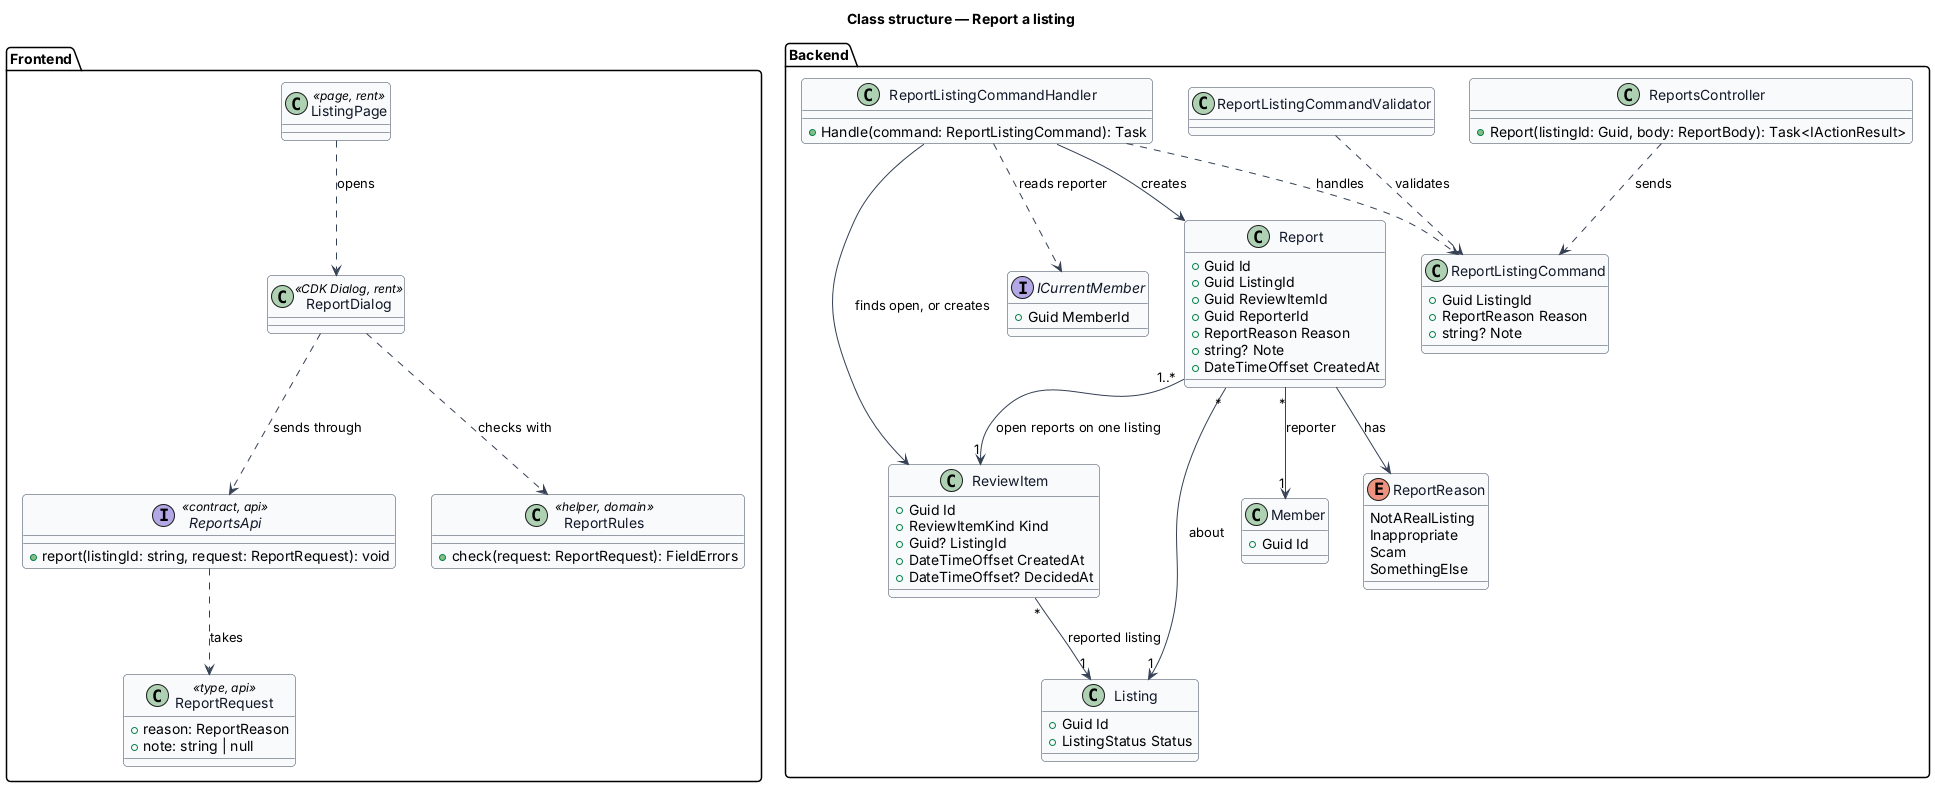 Class structure — Report a listing
Frontend
C
«page, rent»
ListingPage
opens
C
«CDK Dialog, rent»
ReportDialog
sends through
checks with
I
«contract, api»
ReportsApi
report(listingId: string, request: ReportRequest): void
C
«helper, domain»
ReportRules
check(request: ReportRequest): FieldErrors
takes
C
«type, api»
ReportRequest
reason: ReportReason
note: string | null
Backend
C
ReportListingCommandHandler
Handle(command: ReportListingCommand): Task
C
ReportListingCommandValidator
C
ReportsController
Report(listingId: Guid, body: ReportBody): Task<IActionResult>
reads reporter
creates
handles
validates
sends
finds open, or creates
I
ICurrentMember
Guid MemberId
C
Report
Guid Id
Guid ListingId
Guid ReviewItemId
Guid ReporterId
ReportReason Reason
string? Note
DateTimeOffset CreatedAt
C
ReportListingCommand
Guid ListingId
ReportReason Reason
string? Note
1..*
*
*
open reports on one listing
reporter
has
1
1
C
ReviewItem
Guid Id
ReviewItemKind Kind
Guid? ListingId
DateTimeOffset CreatedAt
DateTimeOffset? DecidedAt
about
C
Member
Guid Id
E
ReportReason
NotARealListing
Inappropriate
Scam
SomethingElse
*
reported listing
1
1
C
Listing
Guid Id
ListingStatus Status